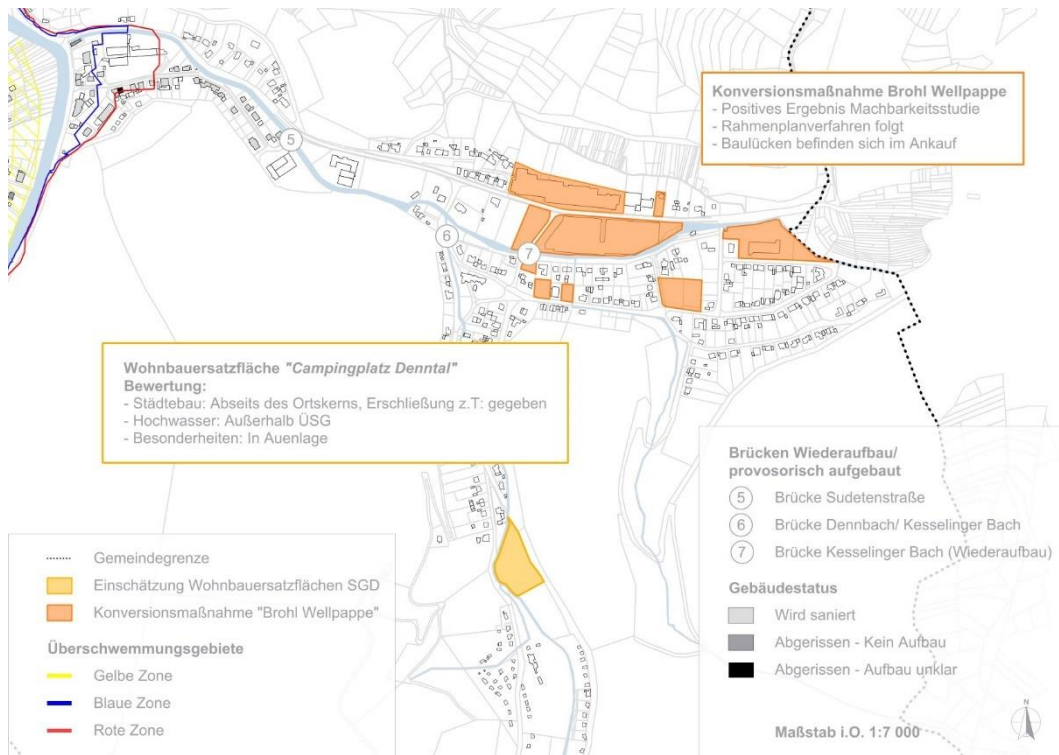 Konversionsmaßnahme Brohl Wellpappe
- Positives Ergebnis Machbarkeitsstudie
- Rahmenplanverfahren folgt
- Baulücken befinden sich im Ankauf
5
6
7
Wohnbauersatzfläche "Campingplatz Denntal"
Bewertung:
- Städtebau: Abseits des Ortskerns, Erschließung z.T: gegeben
- Hochwasser: Außerhalb ÜSG
- Besonderheiten: In Auenlage
Gemeindegrenze
Einschätzung Wohnbauersatzflächen SGD
Konversionsmaßnahme "Brohl Wellpappe"
Überschwemmungsgebiete
Gelbe Zone
Blaue Zone
Rote Zone
Brücken Wiederaufbau/
provosorisch aufgebaut
5 Brücke Sudetenstraße
6 Brücke Dennbach/ Kesselinger Bach
7 Brücke Kesselinger Bach (Wiederaufbau)
Gebäudestatus
Wird saniert
Abgerissen - Kein Aufbau
Abgerissen - Aufbau unklar
Maßstab i.O. 1:7 000
N